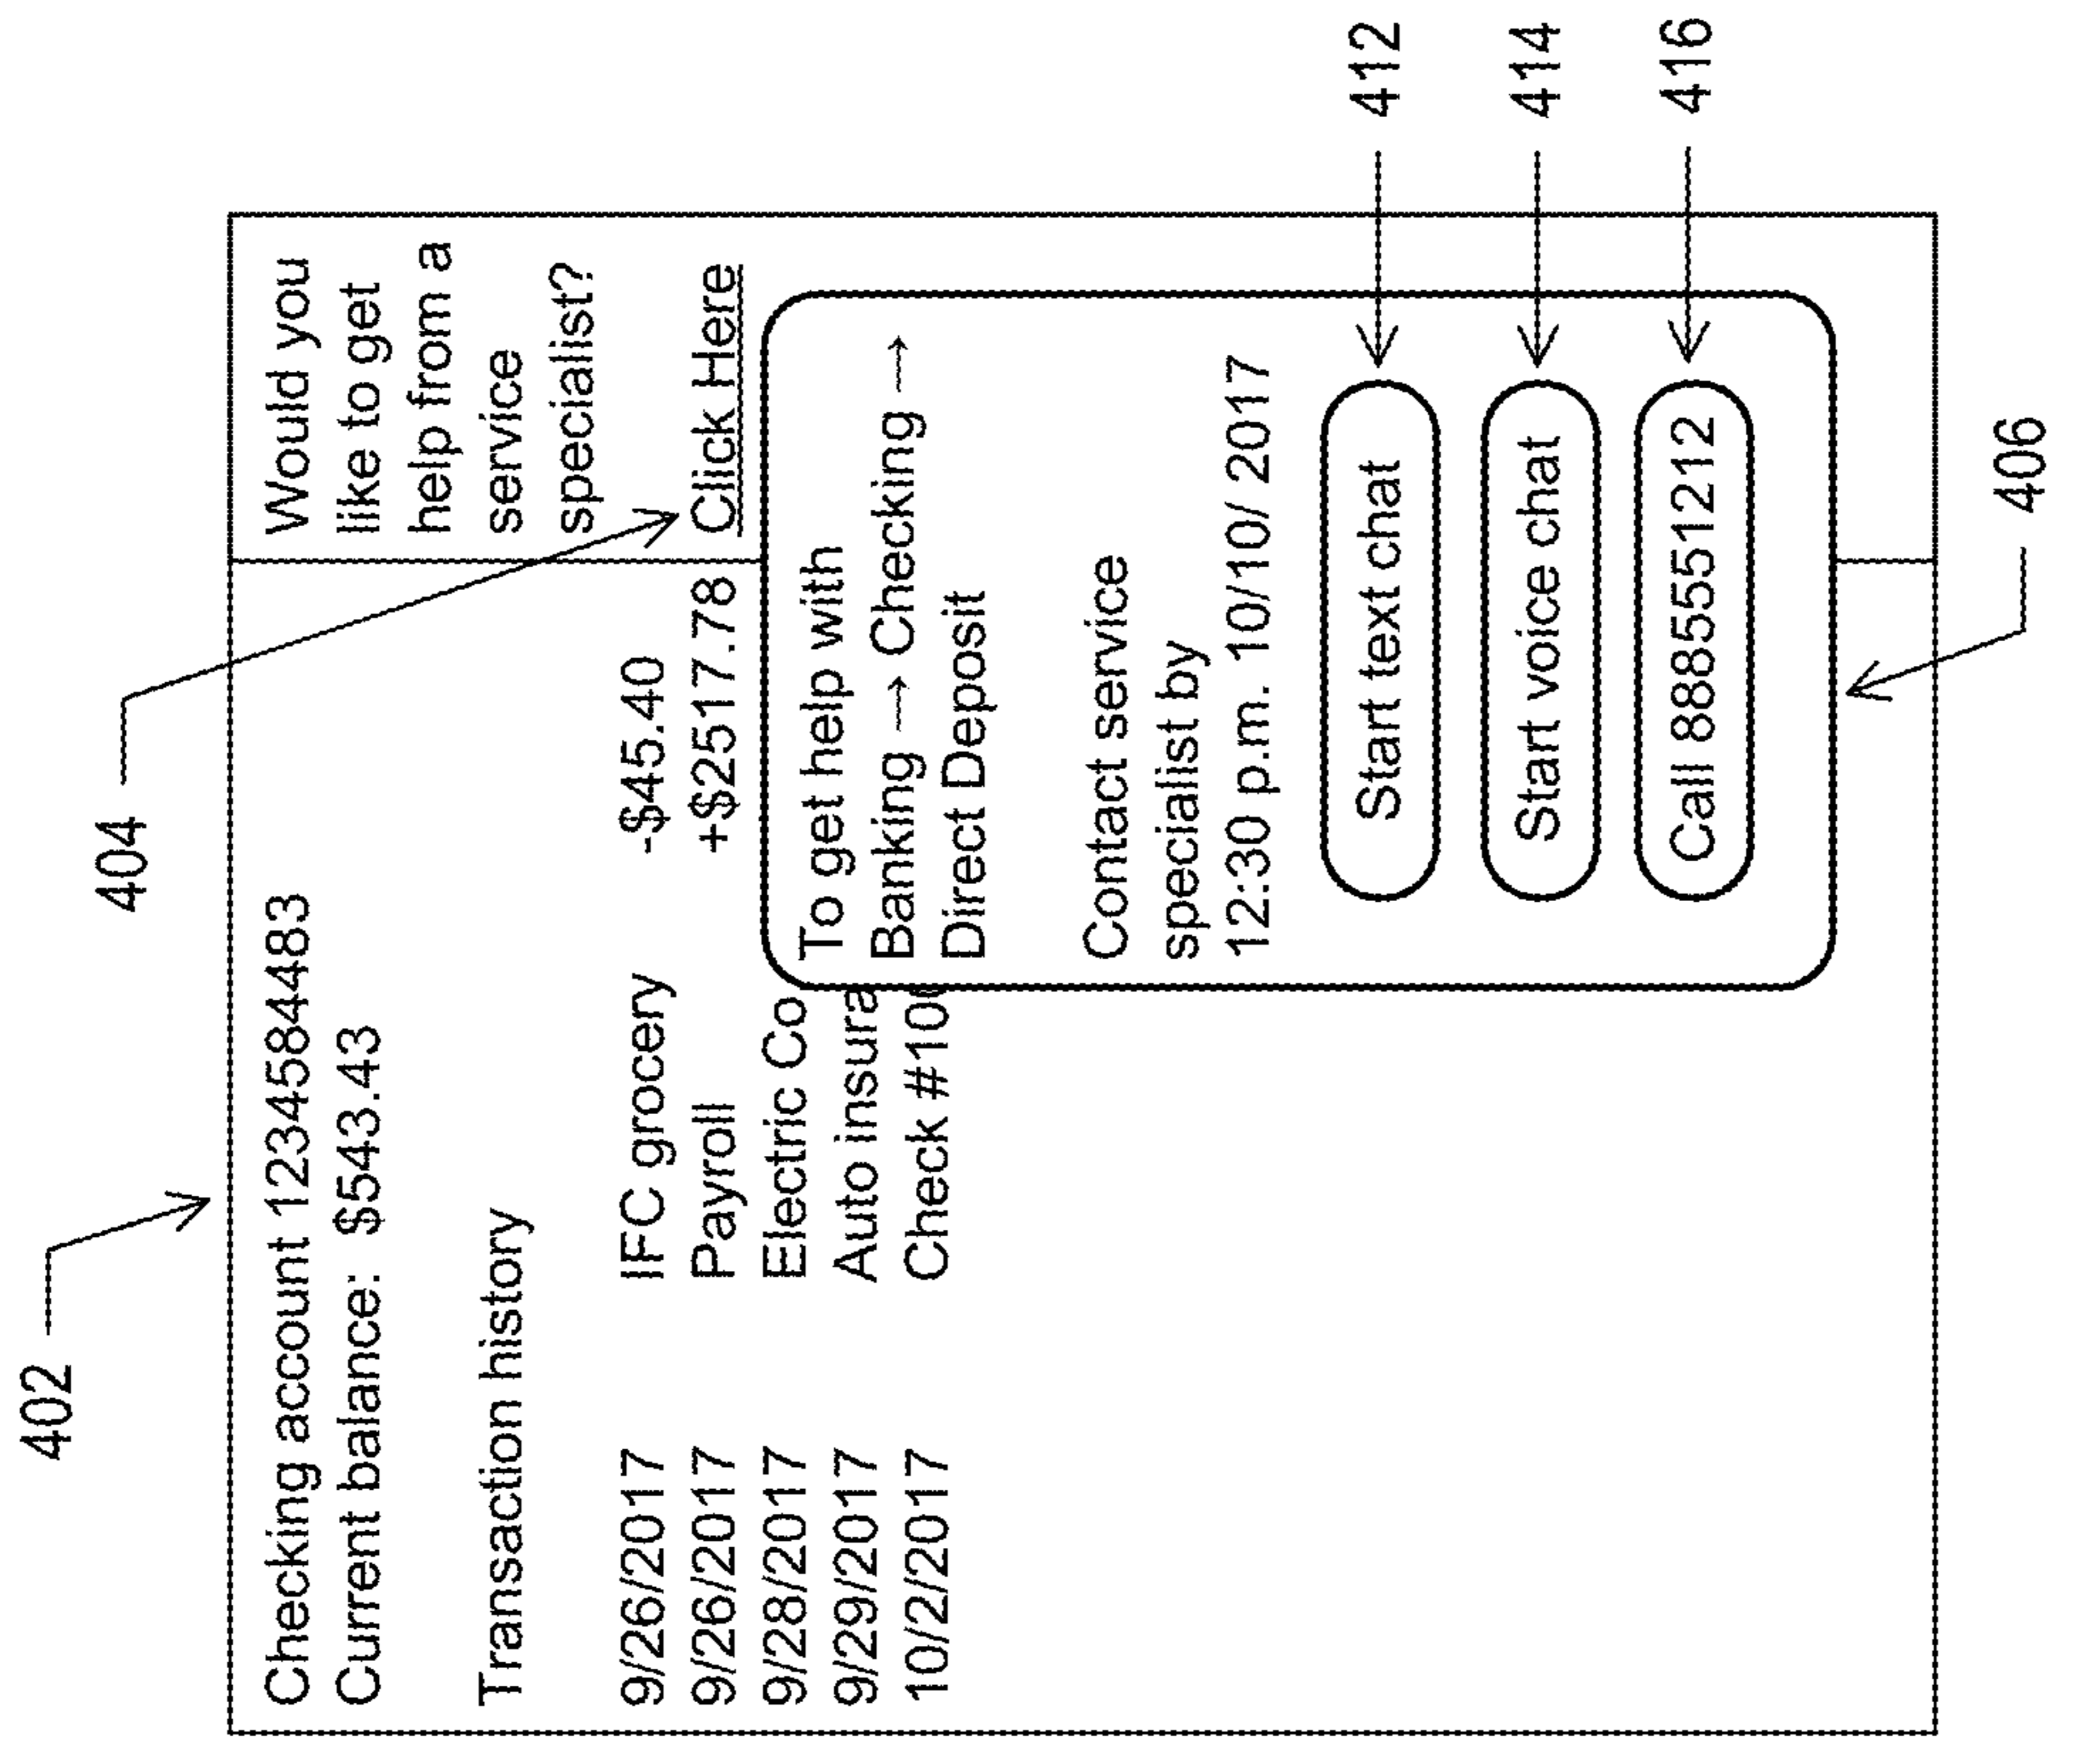 402
404
Checking account 1234584483
Current balance: $543.43
Transaction history
9/26/2017 IFC grocery -$45.40
9/26/2017 Payroll +$2517.78
9/28/2017 Electric Co
9/29/2017 Auto insura
10/2/2017 Check #10
Would you
like to get
help from a
service
specialist?
Click Here
To get help with
Banking → Checking →
Direct Deposit
Contact service
specialist by
12:30 p.m. 10/10/ 2017
Start text chat
Start voice chat
Call 8885551212
412
414
416
406